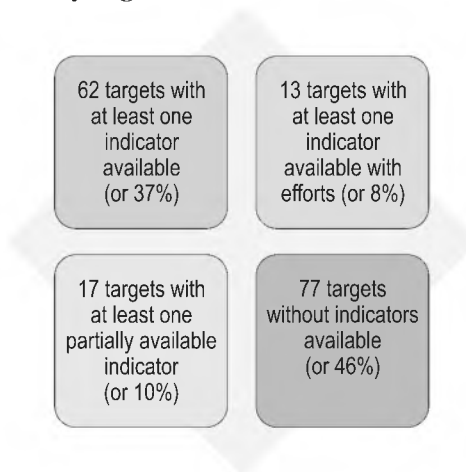 62 targets with
at least one
indicator
available
(or 37%)
13 targets with
at least one
indicator
available with
efforts (or 8%)
17 targets with
at least one
partially available
indicator
(or 10%)
77 targets
without indicators
available
(or 46%)